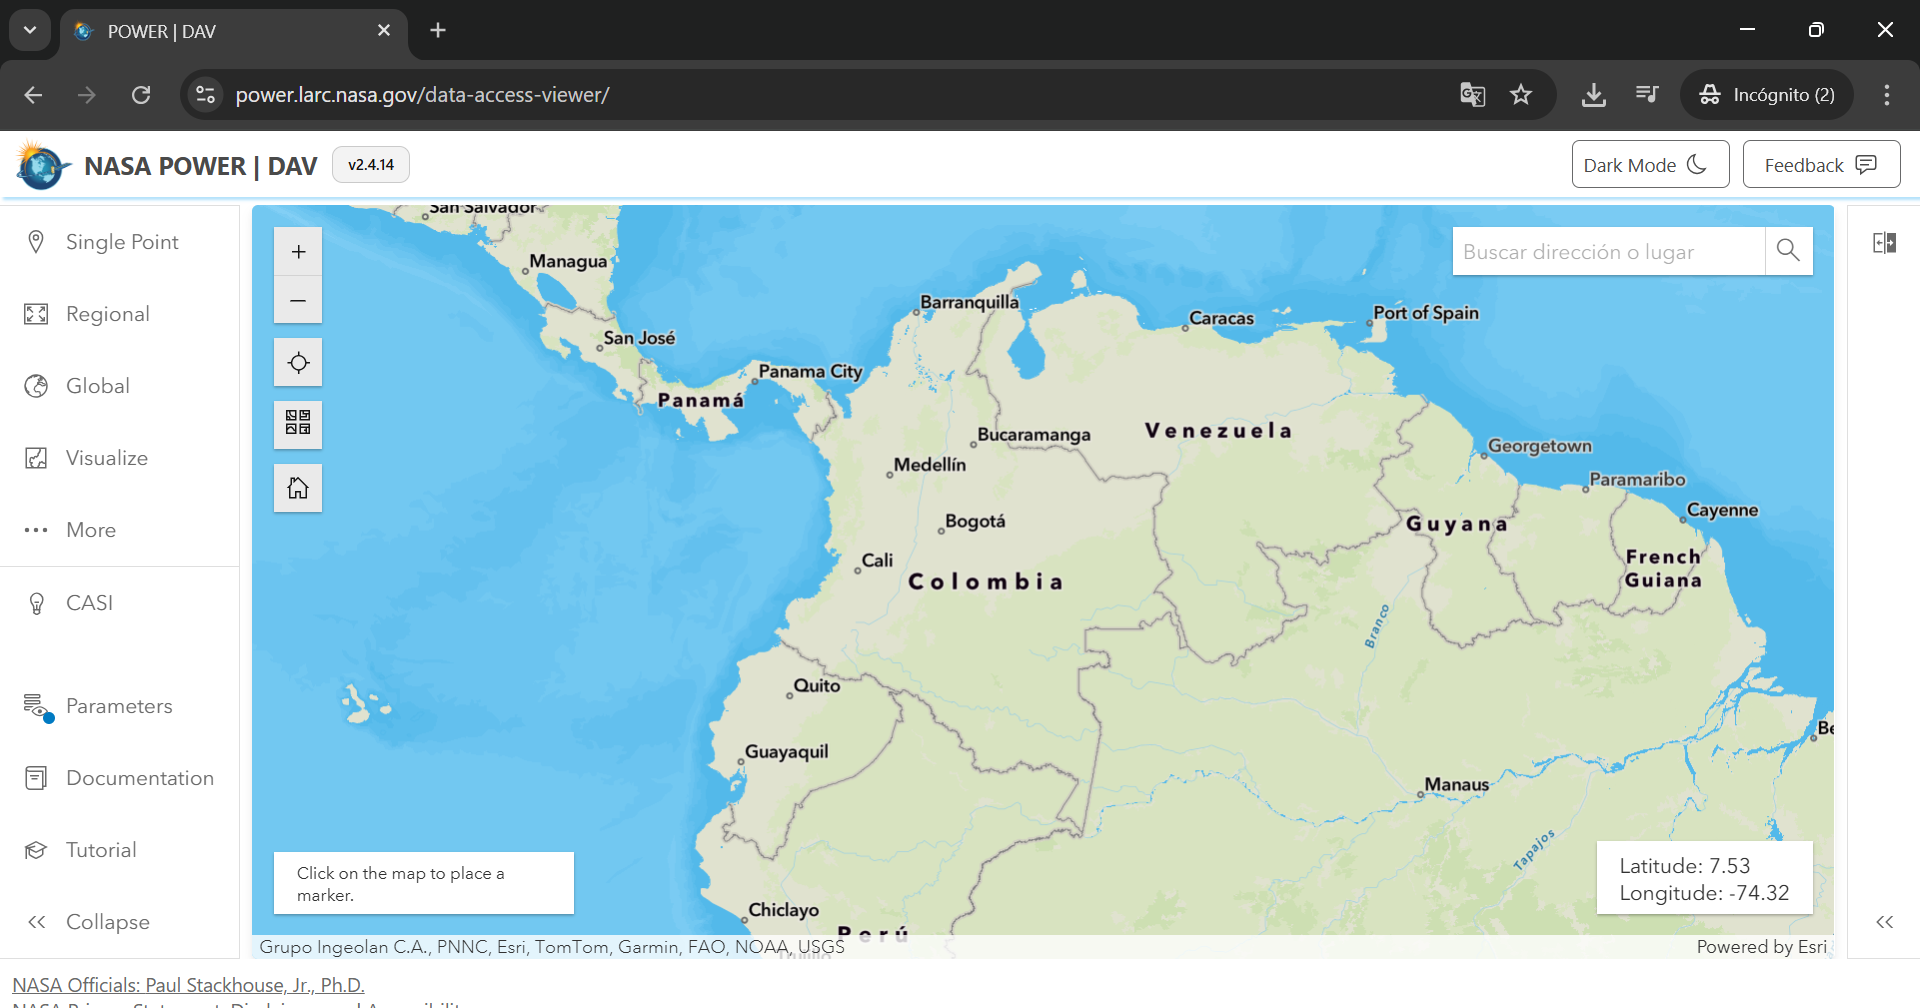 POWER | DAV
power.larc.nasa.gov/data-access-viewer/
Incógnito (2)
NASA POWER | DAV
v2.4.14
Dark Mode
Feedback
Single Point
Regional
Global
Visualize
More
CASI
Parameters
Documentation
Tutorial
Collapse
Buscar dirección o lugar
San Salvador
Managua
San José
Panama City
Panamá
Barranquilla
Caracas
Port of Spain
Bucaramanga
Venezuela
Medellín
Georgetown
Paramaribo
Cayenne
Bogotá
Guyana
Cali
Colombia
French
Guiana
Branco
Quito
Guayaquil
Manaus
Tapajos
Chiclayo
Perú
Click on the map to place a
marker.
Latitude: 7.53
Longitude: -74.32
Grupo Ingeolan C.A., PNNC, Esri, TomTom, Garmin, FAO, NOAA, USGS
Powered by Esri
NASA Officials: Paul Stackhouse, Jr., Ph.D.